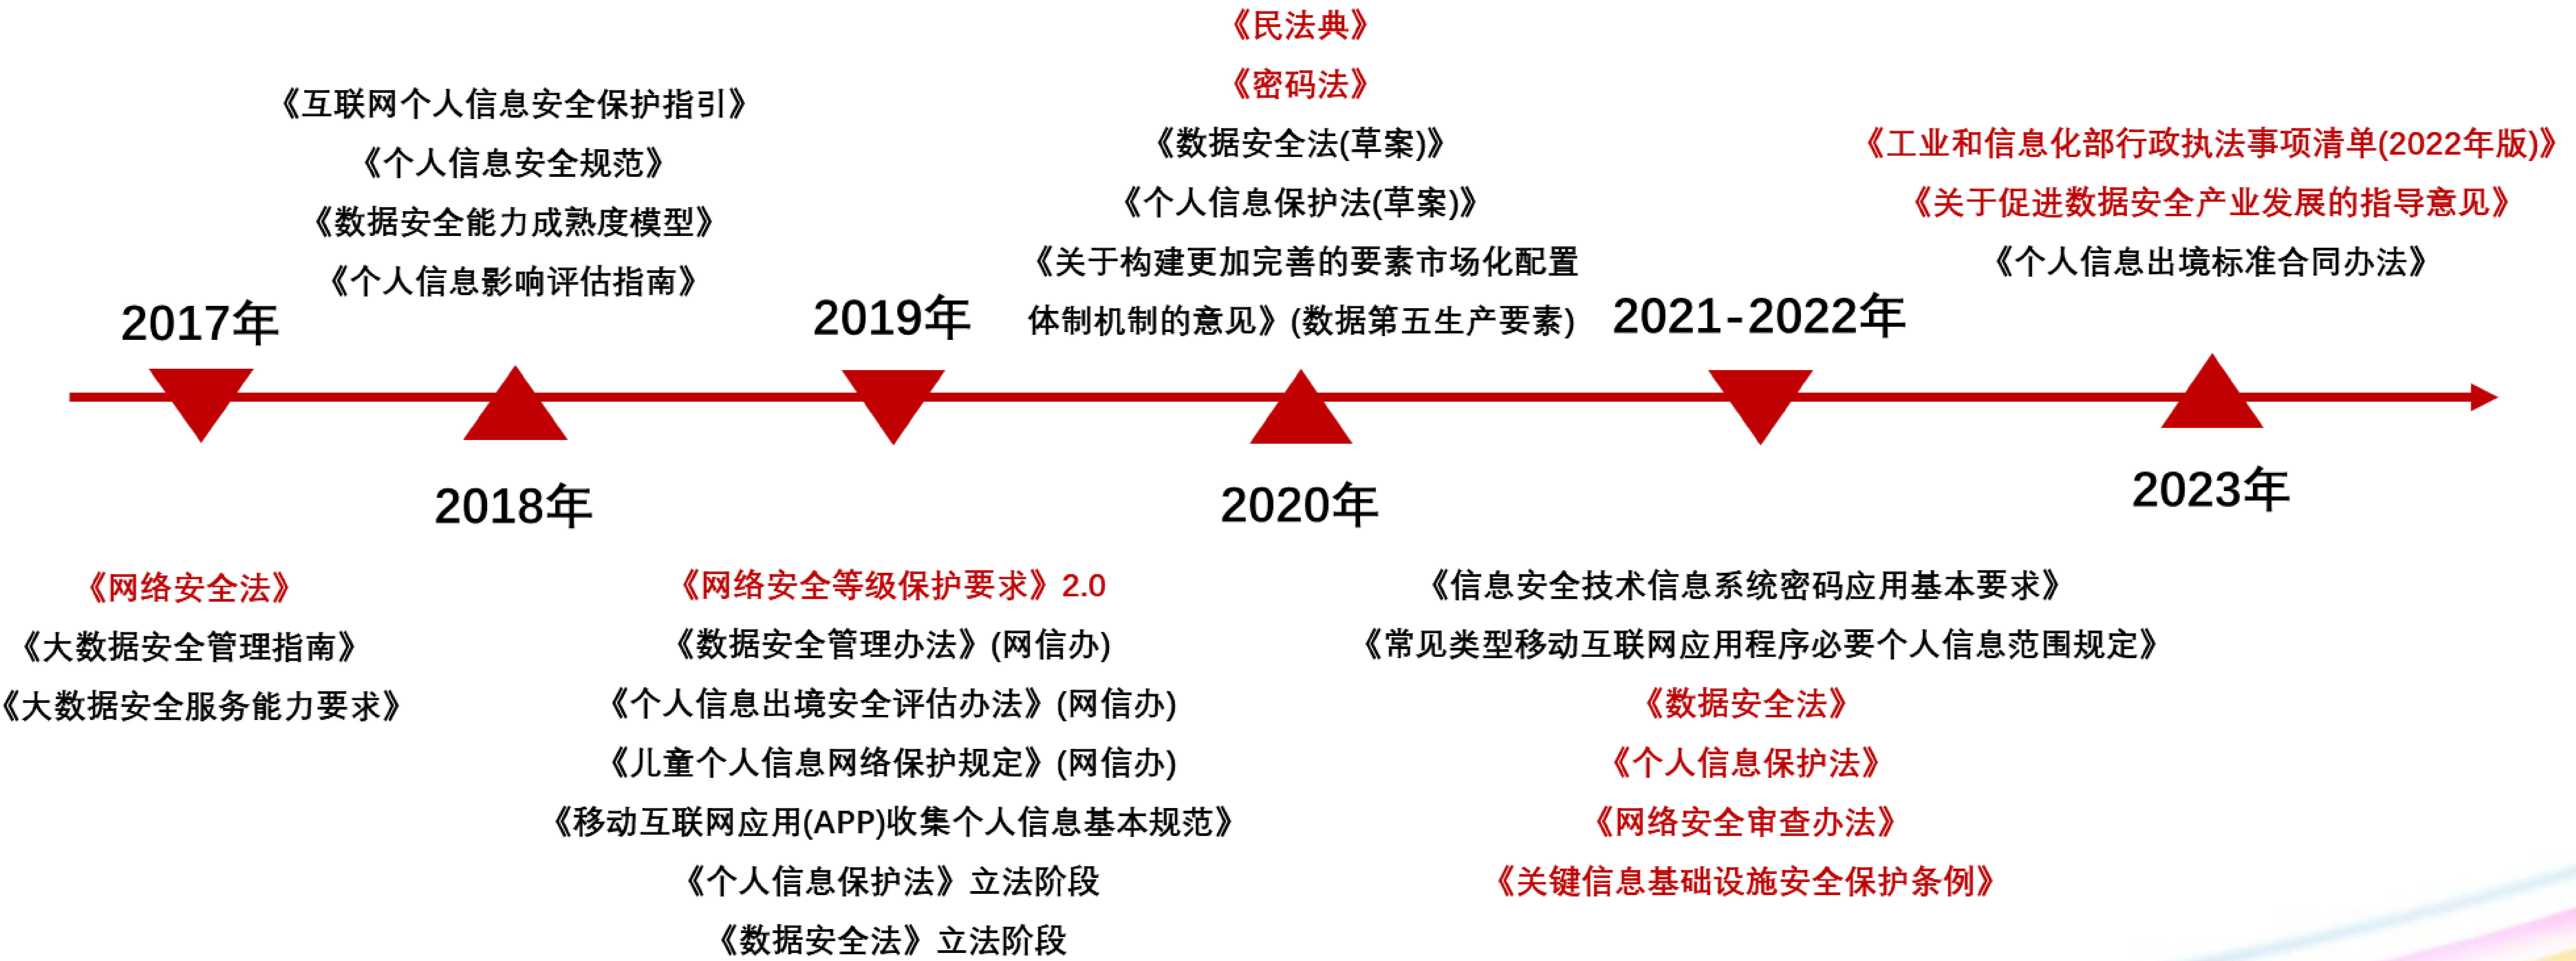 2017年
《网络安全法》
《大数据安全管理指南》
《大数据安全服务能力要求》
《互联网个人信息安全保护指引》
《个人信息安全规范》
《数据安全能力成熟度模型》
《个人信息影响评估指南》
2018年
2019年
《网络安全等级保护要求》2.0
《数据安全管理办法》(网信办)
《个人信息出境安全评估办法》(网信办)
《儿童个人信息网络保护规定》(网信办)
《移动互联网应用(APP)收集个人信息基本规范》
《个人信息保护法》立法阶段
《数据安全法》立法阶段
《民法典》
《密码法》
《数据安全法(草案)》
《个人信息保护法(草案)》
《关于构建更加完善的要素市场化配置
体制机制的意见》(数据第五生产要素)
2020年
2021-2022年
《信息安全技术信息系统密码应用基本要求》
《常见类型移动互联网应用程序必要个人信息范围规定》
《数据安全法》
《个人信息保护法》
《网络安全审查办法》
《关键信息基础设施安全保护条例》
《工业和信息化部行政执法事项清单(2022年版)》
《关于促进数据安全产业发展的指导意见》
《个人信息出境标准合同办法》
2023年